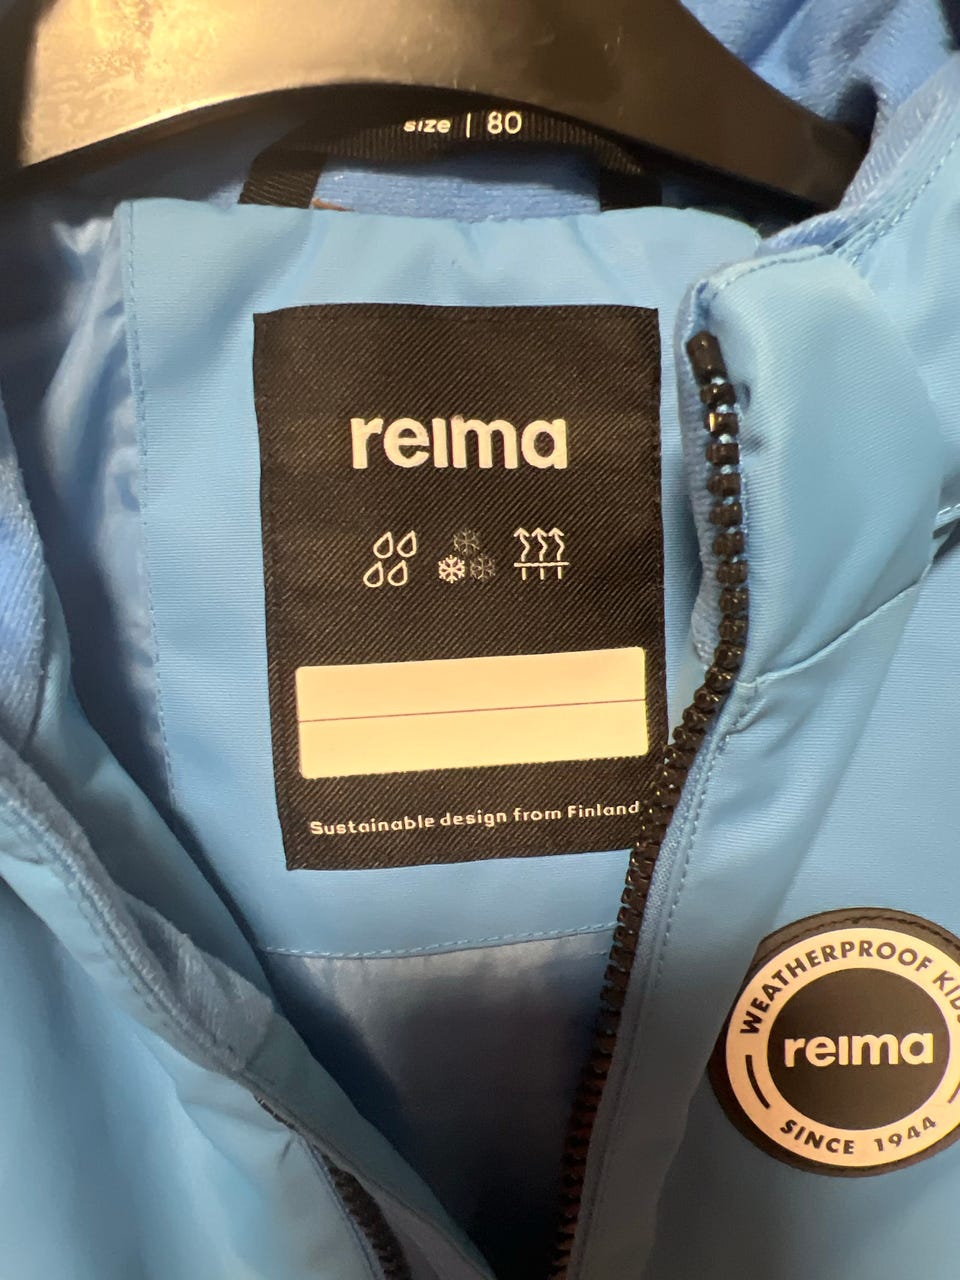 size | 80
reima
Sustainable design from Finland
WEATHERPROOF KIDS
reima
SINCE 1944